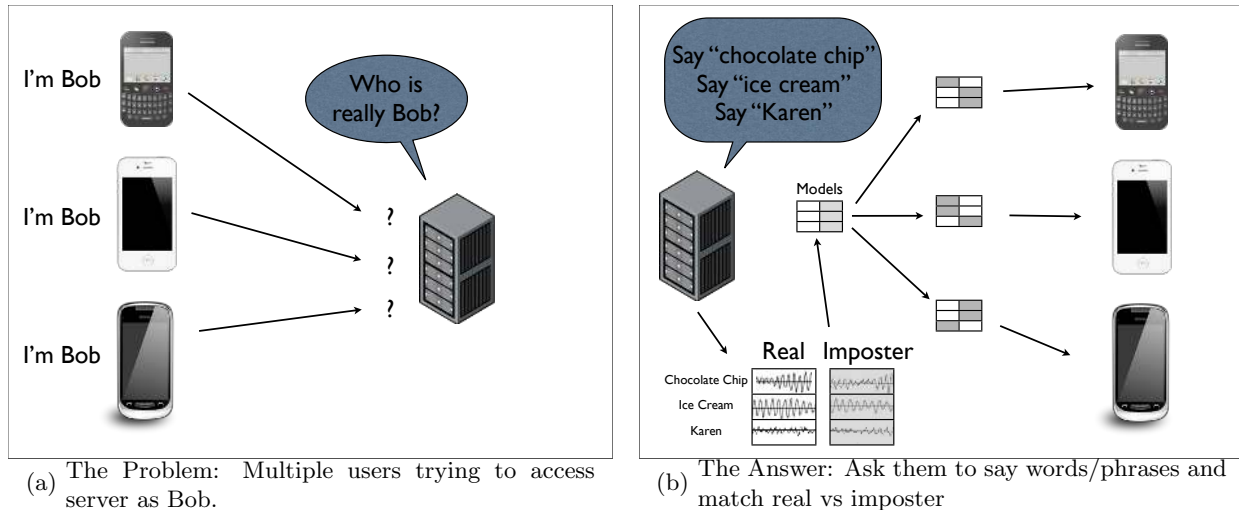 I'm Bob
Who is
really Bob?
I'm Bob
?
?
?
I'm Bob
(a) The Problem: Multiple users trying to access
server as Bob.
Say "chocolate chip"
Say "ice cream"
Say "Karen"
Models
Real Imposter
Chocolate Chip
Ice Cream
Karen
(b) The Answer: Ask them to say words/phrases and
match real vs imposter